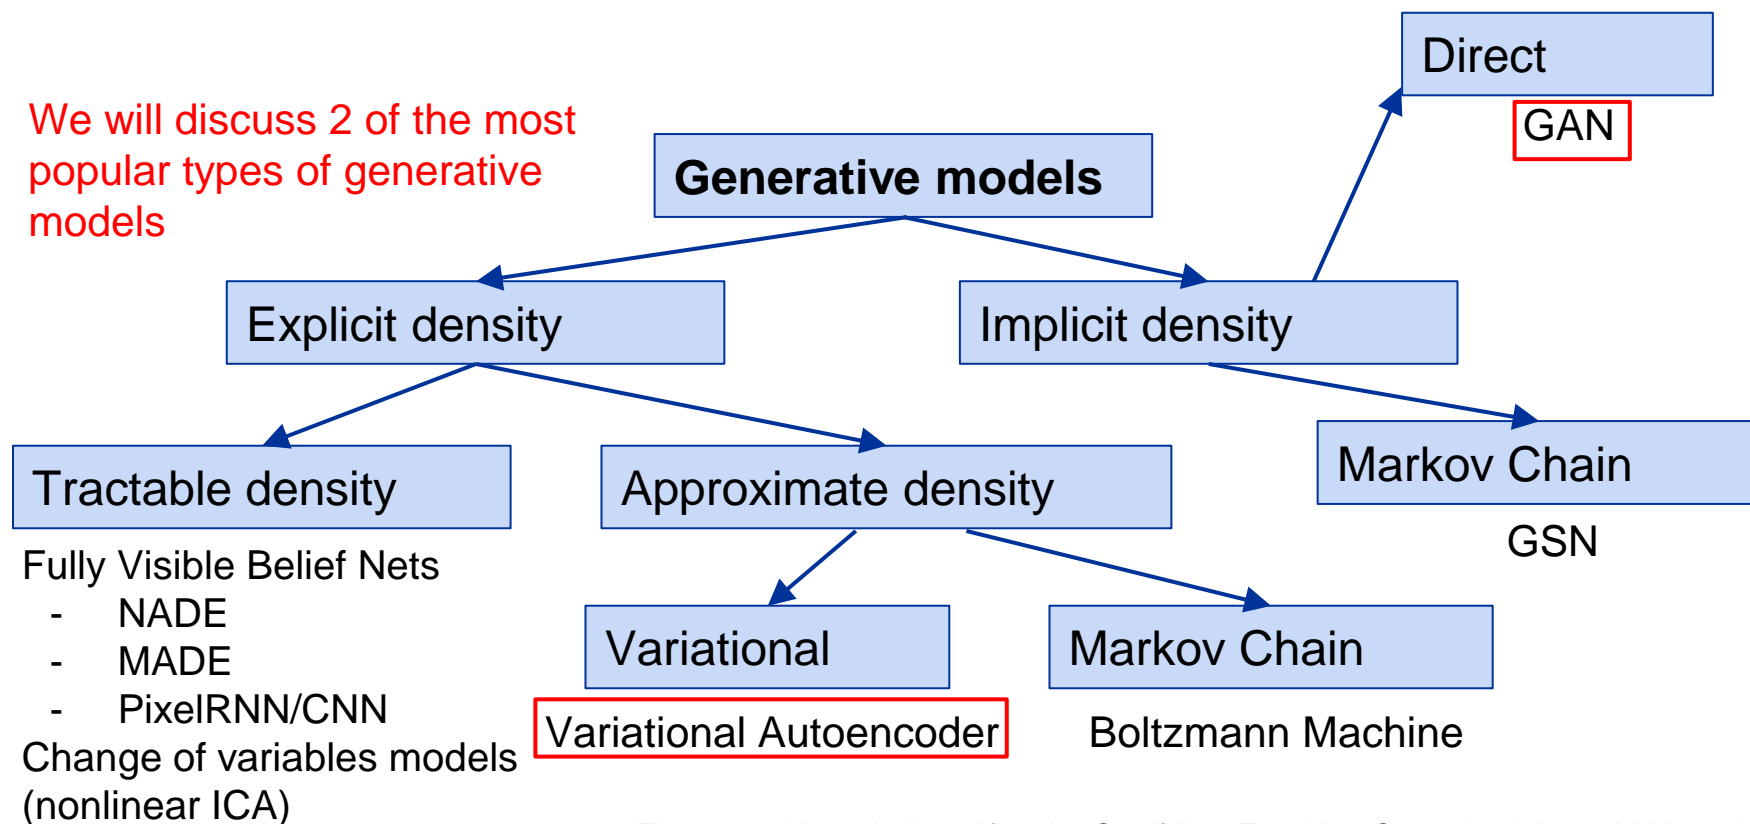 Direct
GAN
We will discuss 2 of the most
popular types of generative
models
Generative models
Explicit density
Implicit density
Tractable density
Approximate density
Markov Chain
GSN
Fully Visible Belief Nets
- NADE
- MADE
- PixelRNN/CNN
Change of variables models
(nonlinear ICA)
Variational
Markov Chain
Variational Autoencoder
Boltzmann Machine